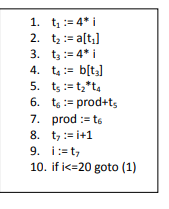 1. t₁ := 4* i
2. t₂ := a[t₁]
3. t₃ := 4* i
4. t₄ := b[t₃]
5. t₅ := t₂*t₄
6. t₆ := prod+t₅
7. prod := t₆
8. t₇ := i+1
9. i := t₇
10. if i<=20 goto (1)